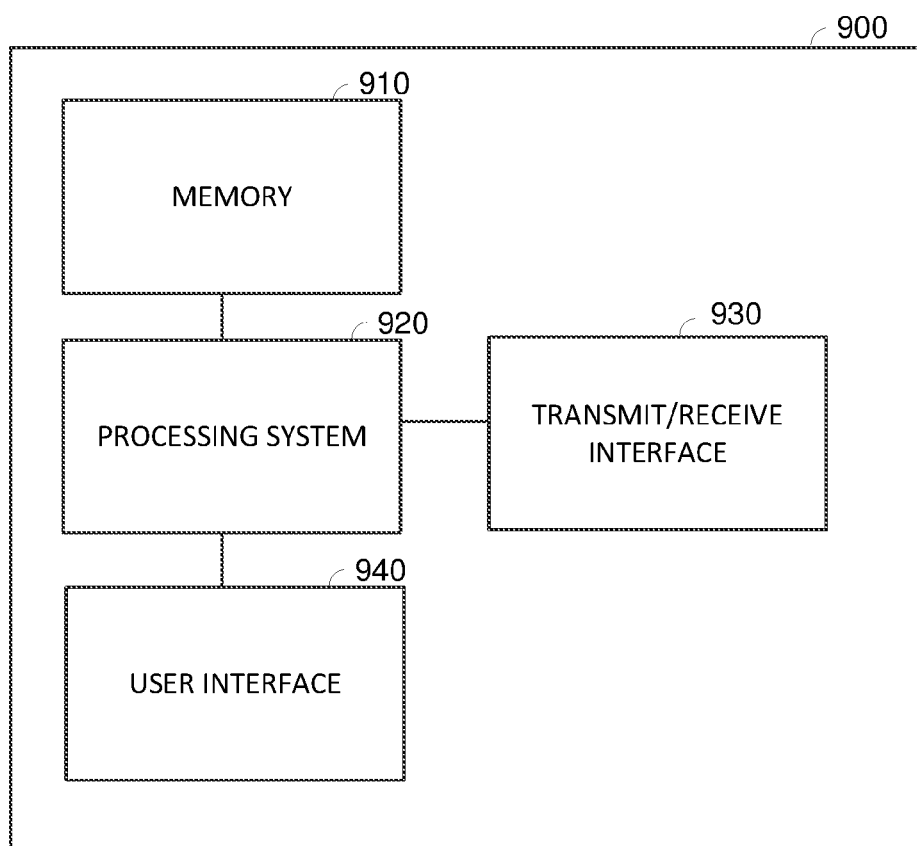 900
910
MEMORY
920
PROCESSING SYSTEM
930
TRANSMIT/RECEIVE
INTERFACE
940
USER INTERFACE